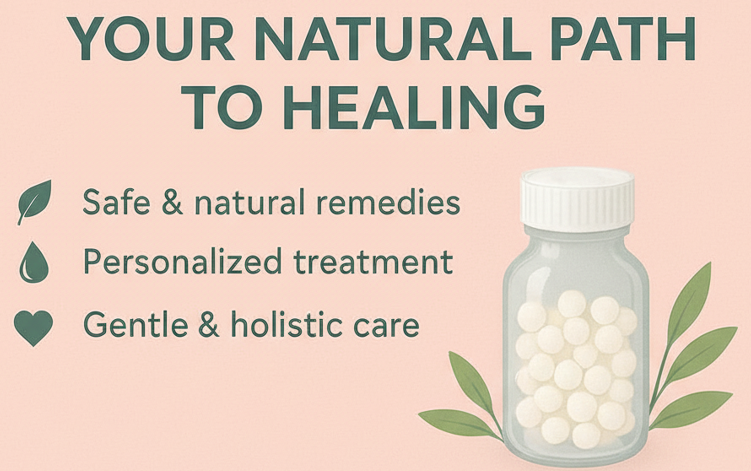 YOUR NATURAL PATH
TO HEALING
Safe & natural remedies
Personalized treatment
Gentle & holistic care